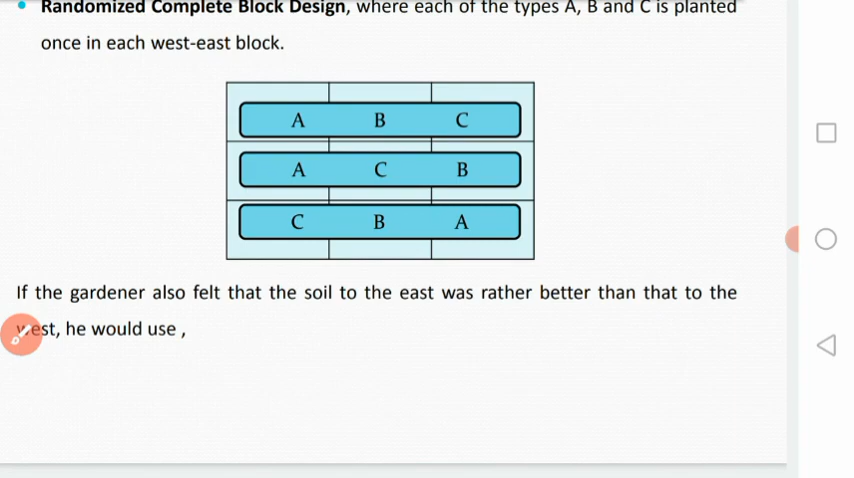 • Randomized Complete Block Design, where each of the types A, B and C is planted
once in each west-east block.
A B C
A C B
C B A
If the gardener also felt that the soil to the east was rather better than that to the
west, he would use ,